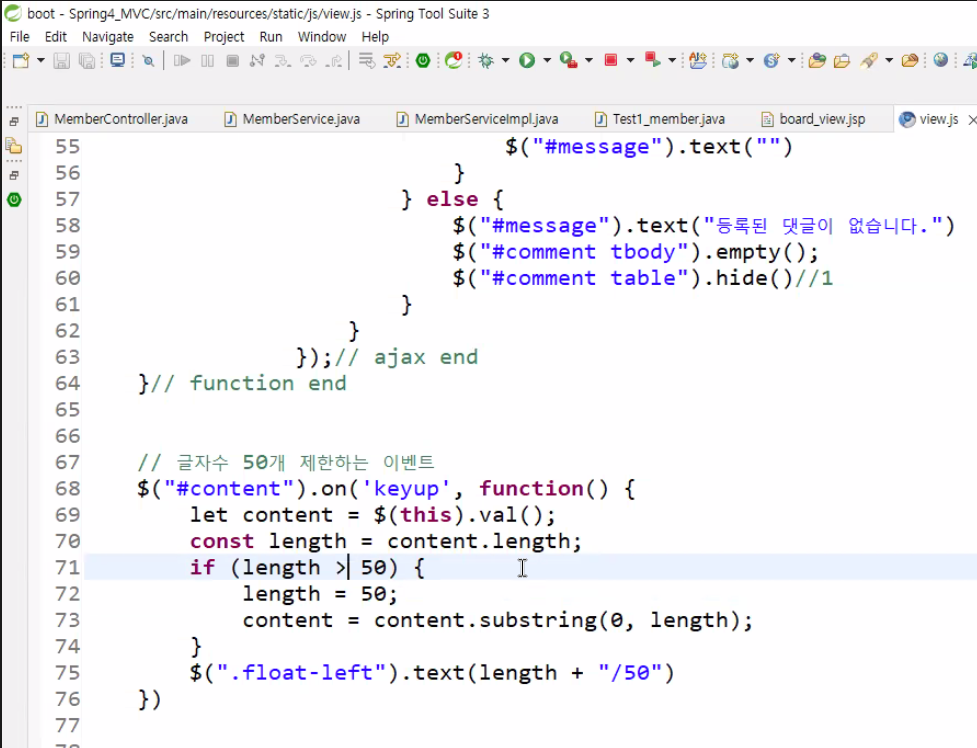 boot - Spring4_MVC/src/main/resources/static/js/view.js - Spring Tool Suite 3
File Edit Navigate Search Project Run Window Help
MemberController.java MemberService.java MemberServiceImpl.java Test1_member.java board_view.jsp view.js
55 $("#message").text("")
56 }
57 } else {
58 $("#message").text("등록된 댓글이 없습니다.")
59 $("#comment tbody").empty();
60 $("#comment table").hide()//1
61 }
62 }
63 });// ajax end
64 }// function end
65
66
67 // 글자수 50개 제한하는 이벤트
68 $("#content").on('keyup', function() {
69 let content = $(this).val();
70 const length = content.length;
71 if (length > 50) {
72 length = 50;
73 content = content.substring(0, length);
74 }
75 $(".float-left").text(length + "/50")
76 })
77